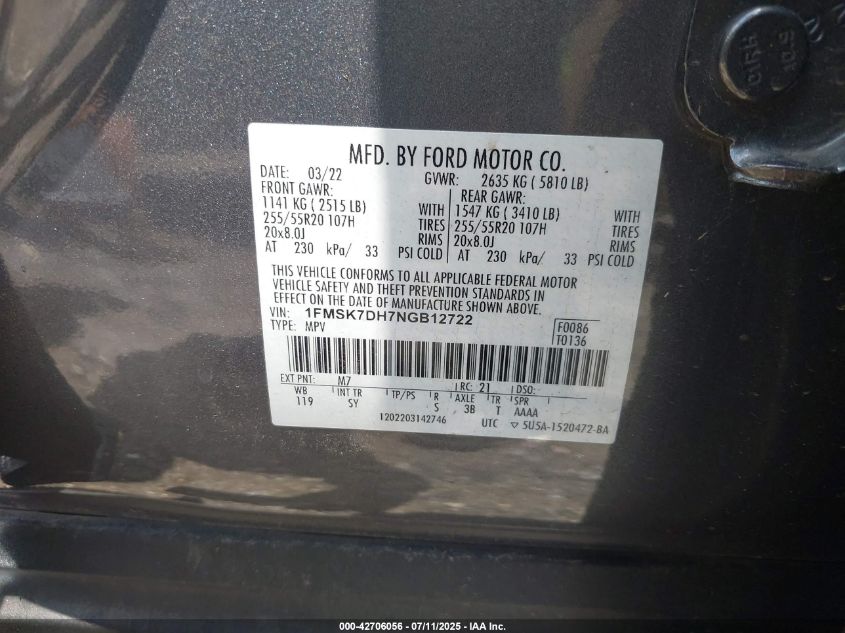 MFD. BY FORD MOTOR CO.
DATE: 03/22 GVWR: 2635 KG ( 5810 LB)
FRONT GAWR: REAR GAWR:
1141 KG ( 2515 LB) WITH 1547 KG ( 3410 LB) WITH
255/55R20 107H TIRES 255/55R20 107H TIRES
20x8.0J RIMS 20x8.0J RIMS
AT 230 kPa/ 33 PSI COLD AT 230 kPa/ 33 PSI COLD
THIS VEHICLE CONFORMS TO ALL APPLICABLE FEDERAL MOTOR
VEHICLE SAFETY AND THEFT PREVENTION STANDARDS IN
EFFECT ON THE DATE OF MANUFACTURE SHOWN ABOVE.
VIN: 1FMSK7DH7NGB12722 F0086
TYPE: MPV T0136
EXT PNT: M7 RC: 21 DSO:
WB INT TR TP/PS R AXLE TR SPR
119 SY S 3B T AAAA
1202203142746 UTC ▽ 5U5A-1520472-BA
10.9
000-42706056 - 07/11/2025 - IAA Inc.